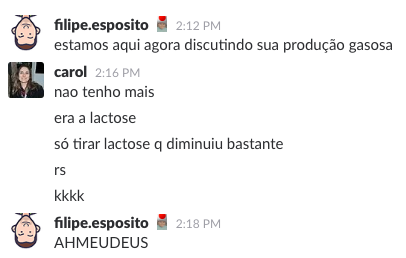 filipe.esposito 2:12 PM
estamos aqui agora discutindo sua produção gasosa
carol 2:16 PM
nao tenho mais
era a lactose
só tirar lactose q diminuiu bastante
rs
kkkk
filipe.esposito 2:18 PM
AHMEUDEUS